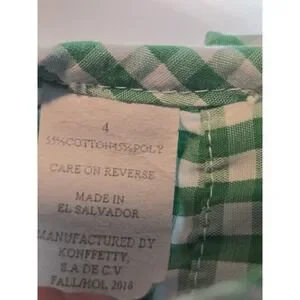 4
55%COTTON45%POLY
CARE ON REVERSE
MADE IN
EL SALVADOR
MANUFACTURED BY
KONFFETTY,
S.A DE C.V
FALL/HOL 2018